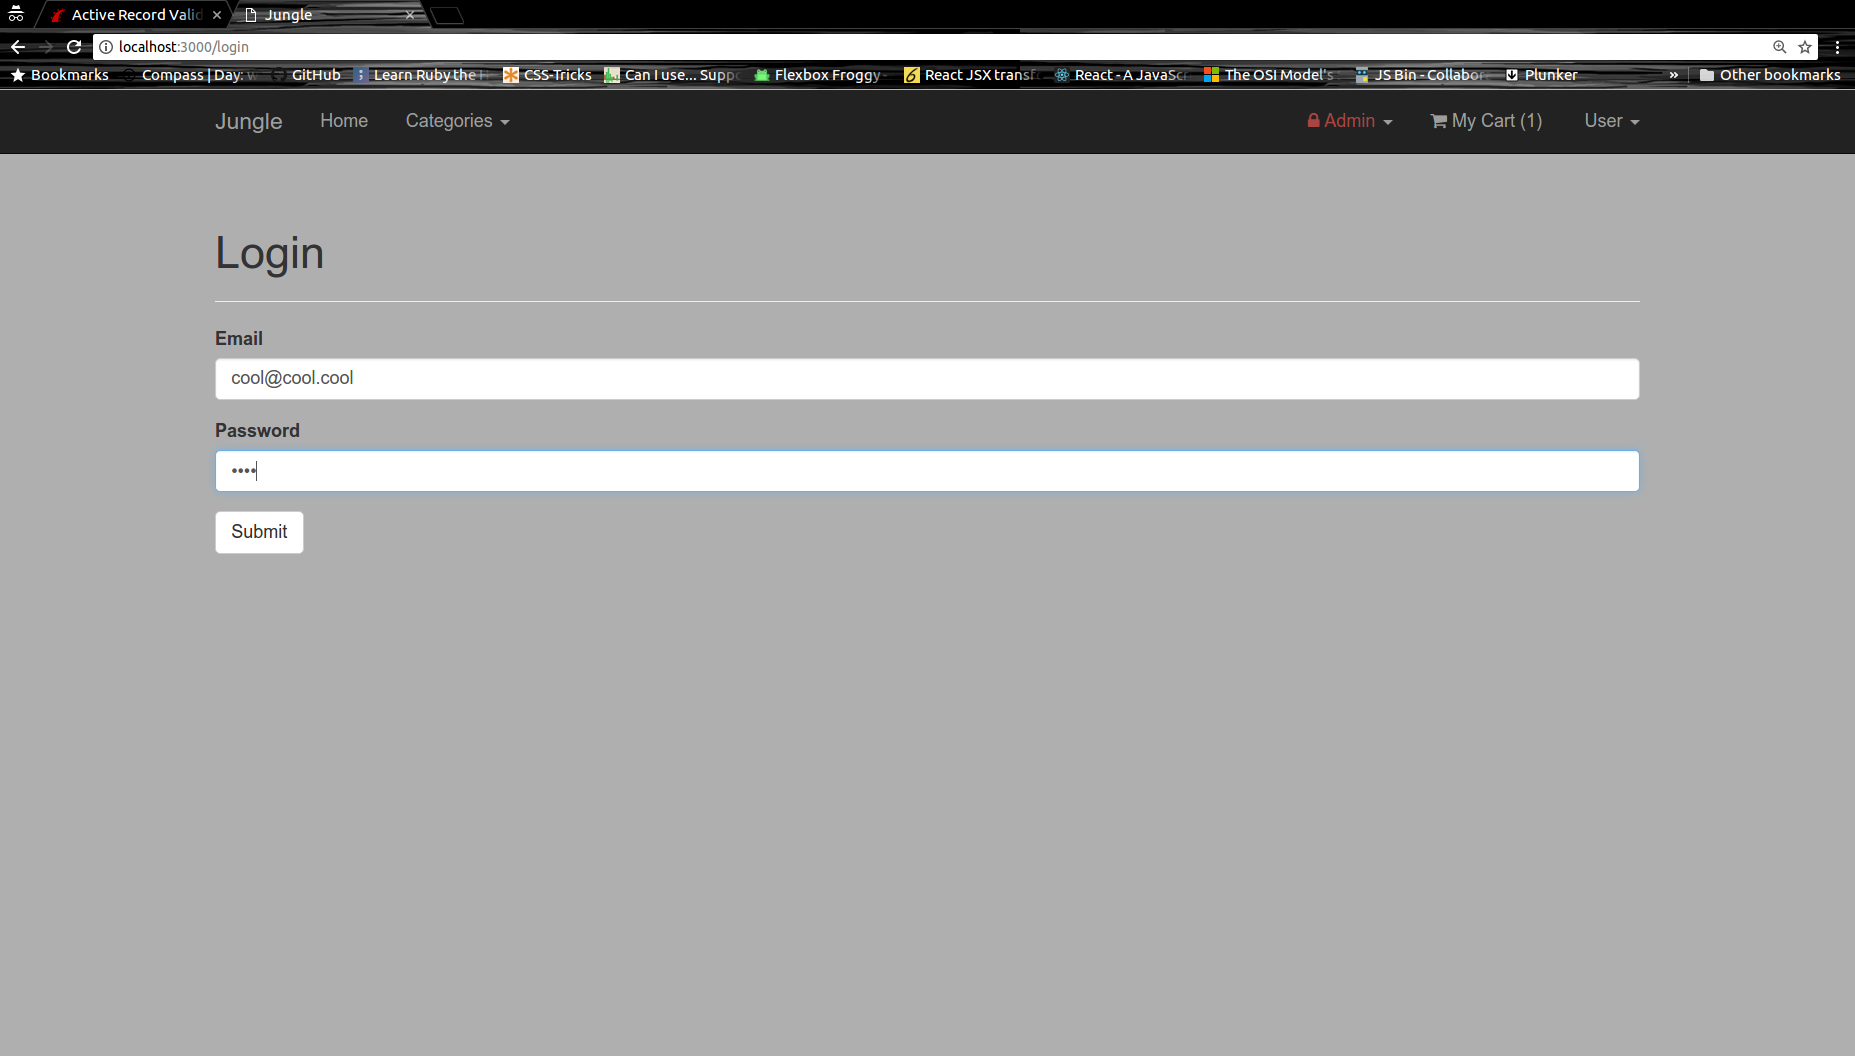 Active Record Valid
Jungle
localhost:3000/login
Bookmarks Compass | Day: w GitHub Learn Ruby the CSS-Tricks Can I use... Supp Flexbox Froggy - React JSX transf React - A JavaScr The OSI Model's JS Bin - Collabor Plunker » Other bookmarks
Jungle Home Categories Admin My Cart (1) User
Login
Email
cool@cool.cool
Password
••••
Submit